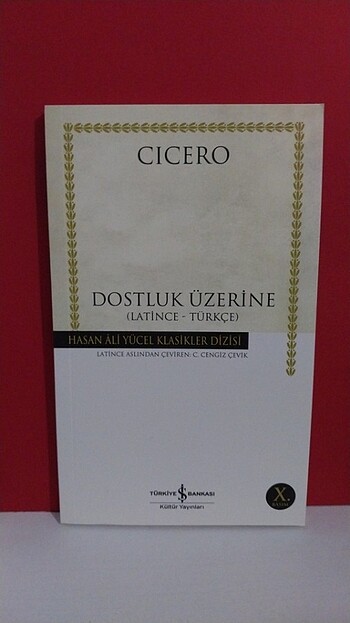 CICERO
DOSTLUK ÜZERİNE
(LATİNCE - TÜRKÇE)
HASAN ÂLİ YÜCEL KLASİKLER DİZİSİ
LATİNCE ASLINDAN ÇEVİREN: C. CENGİZ ÇEVİK
TÜRKİYE İŞ BANKASI
Kültür Yayınları
X.
BASIM